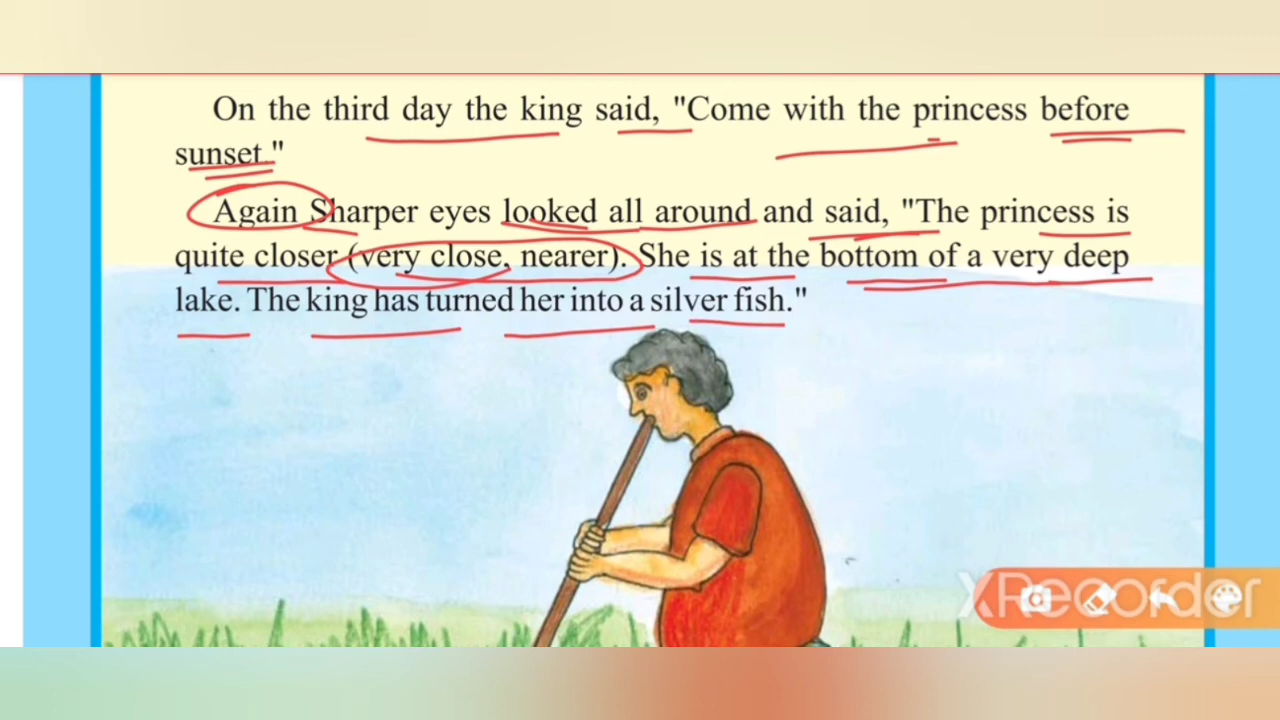 On the third day the king said, "Come with the princess before
sunset."
Again Sharper eyes looked all around and said, "The princess is
quite closer (very close, nearer). She is at the bottom of a very deep
lake. The king has turned her into a silver fish."
XRecorder